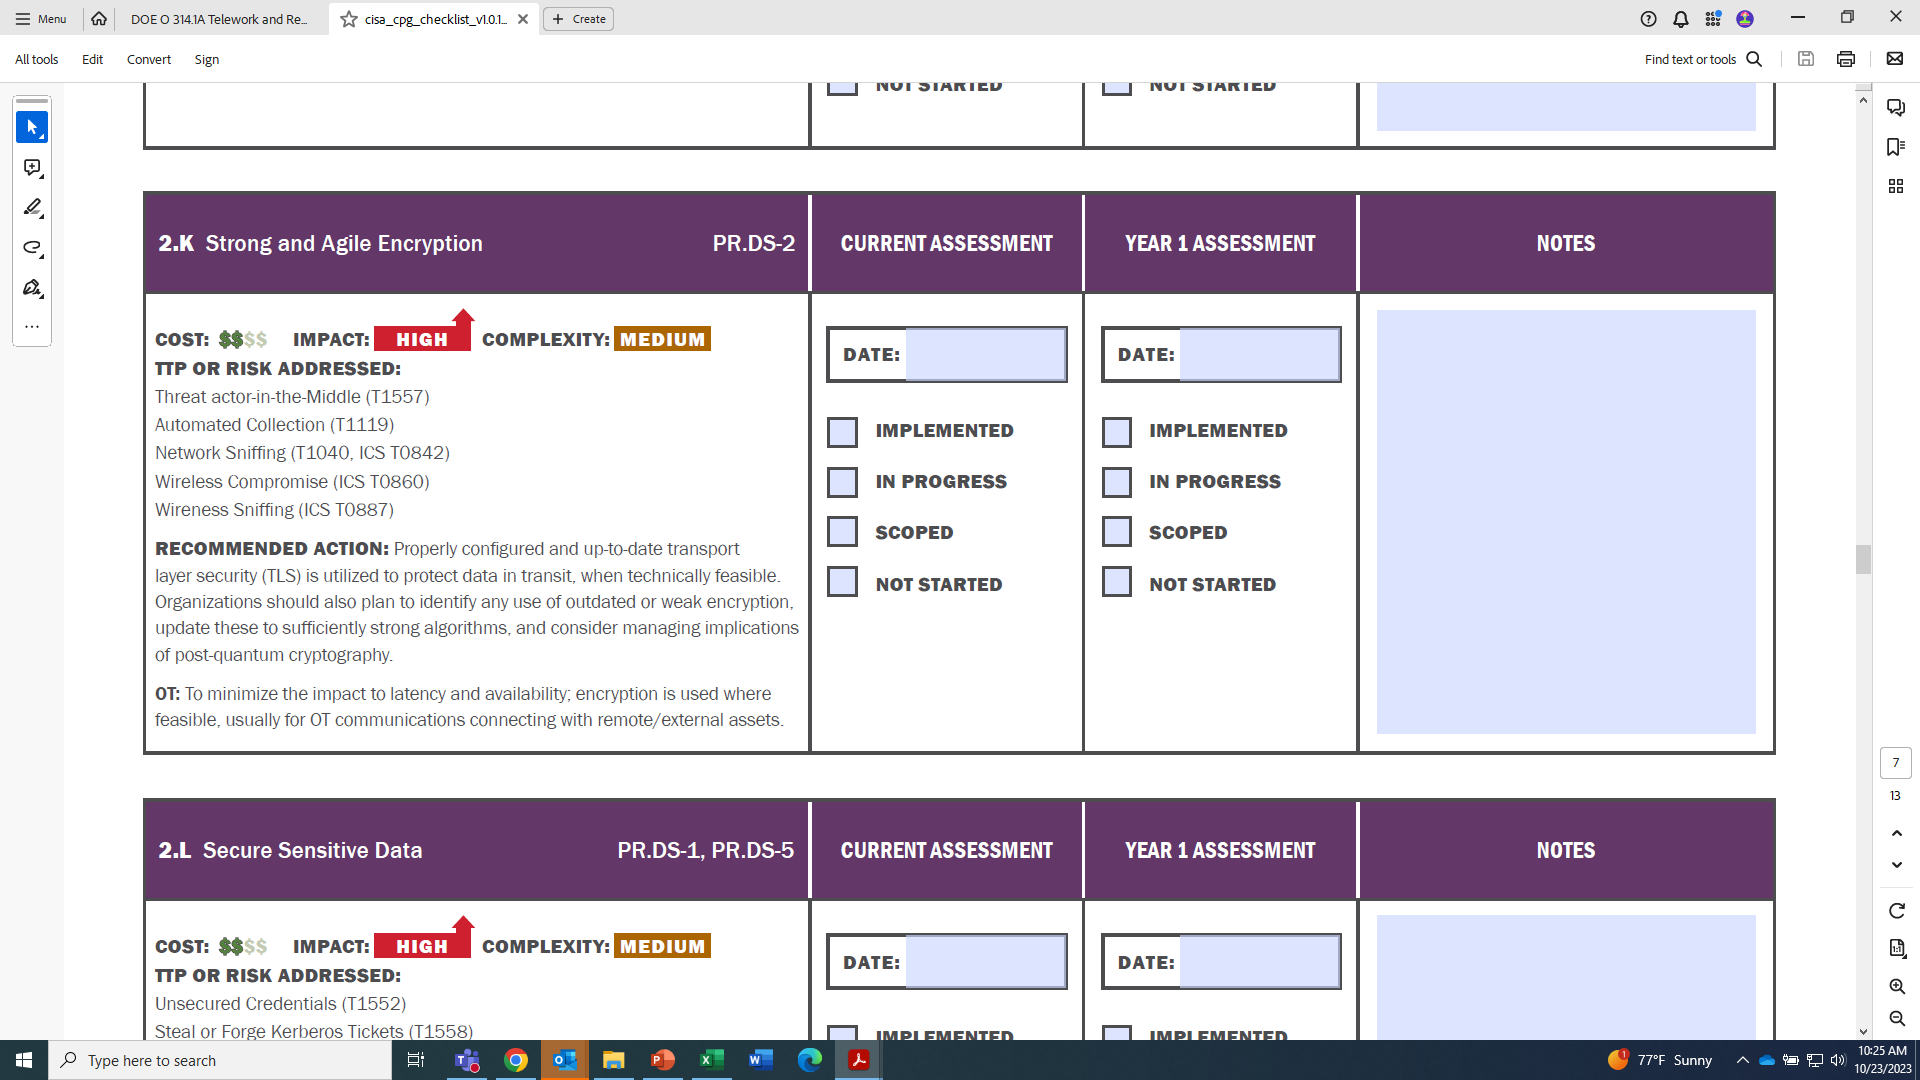 Menu
DOE O 314.1A Telework and Re...
cisa_cpg_checklist_v1.0.1...
Create
All tools
Edit
Convert
Sign
Find text or tools
NOT STARTED
NOT STARTED
2.K Strong and Agile Encryption PR.DS-2
CURRENT ASSESSMENT
YEAR 1 ASSESSMENT
NOTES
COST: $$$$ IMPACT: HIGH COMPLEXITY: MEDIUM
TTP OR RISK ADDRESSED:
Threat actor-in-the-Middle (T1557)
Automated Collection (T1119)
Network Sniffing (T1040, ICS T0842)
Wireless Compromise (ICS T0860)
Wireness Sniffing (ICS T0887)
RECOMMENDED ACTION: Properly configured and up-to-date transport
layer security (TLS) is utilized to protect data in transit, when technically feasible.
Organizations should also plan to identify any use of outdated or weak encryption,
update these to sufficiently strong algorithms, and consider managing implications
of post-quantum cryptography.
OT: To minimize the impact to latency and availability; encryption is used where
feasible, usually for OT communications connecting with remote/external assets.
DATE:
IMPLEMENTED
IN PROGRESS
SCOPED
NOT STARTED
DATE:
IMPLEMENTED
IN PROGRESS
SCOPED
NOT STARTED
2.L Secure Sensitive Data PR.DS-1, PR.DS-5
CURRENT ASSESSMENT
YEAR 1 ASSESSMENT
NOTES
COST: $$$$ IMPACT: HIGH COMPLEXITY: MEDIUM
TTP OR RISK ADDRESSED:
Unsecured Credentials (T1552)
Steal or Forge Kerberos Tickets (T1558)
DATE:
IMPLEMENTED
DATE:
IMPLEMENTED
7
13
1:1
Type here to search
1
77°F Sunny
10:25 AM
10/23/2023